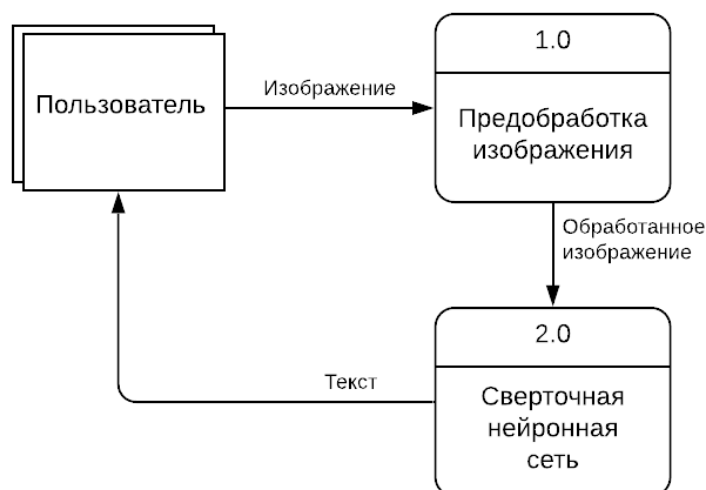 1.0
Пользователь
Изображение
Предобработка
изображения
Обработанное
изображение
2.0
Текст
Сверточная
нейронная
сеть